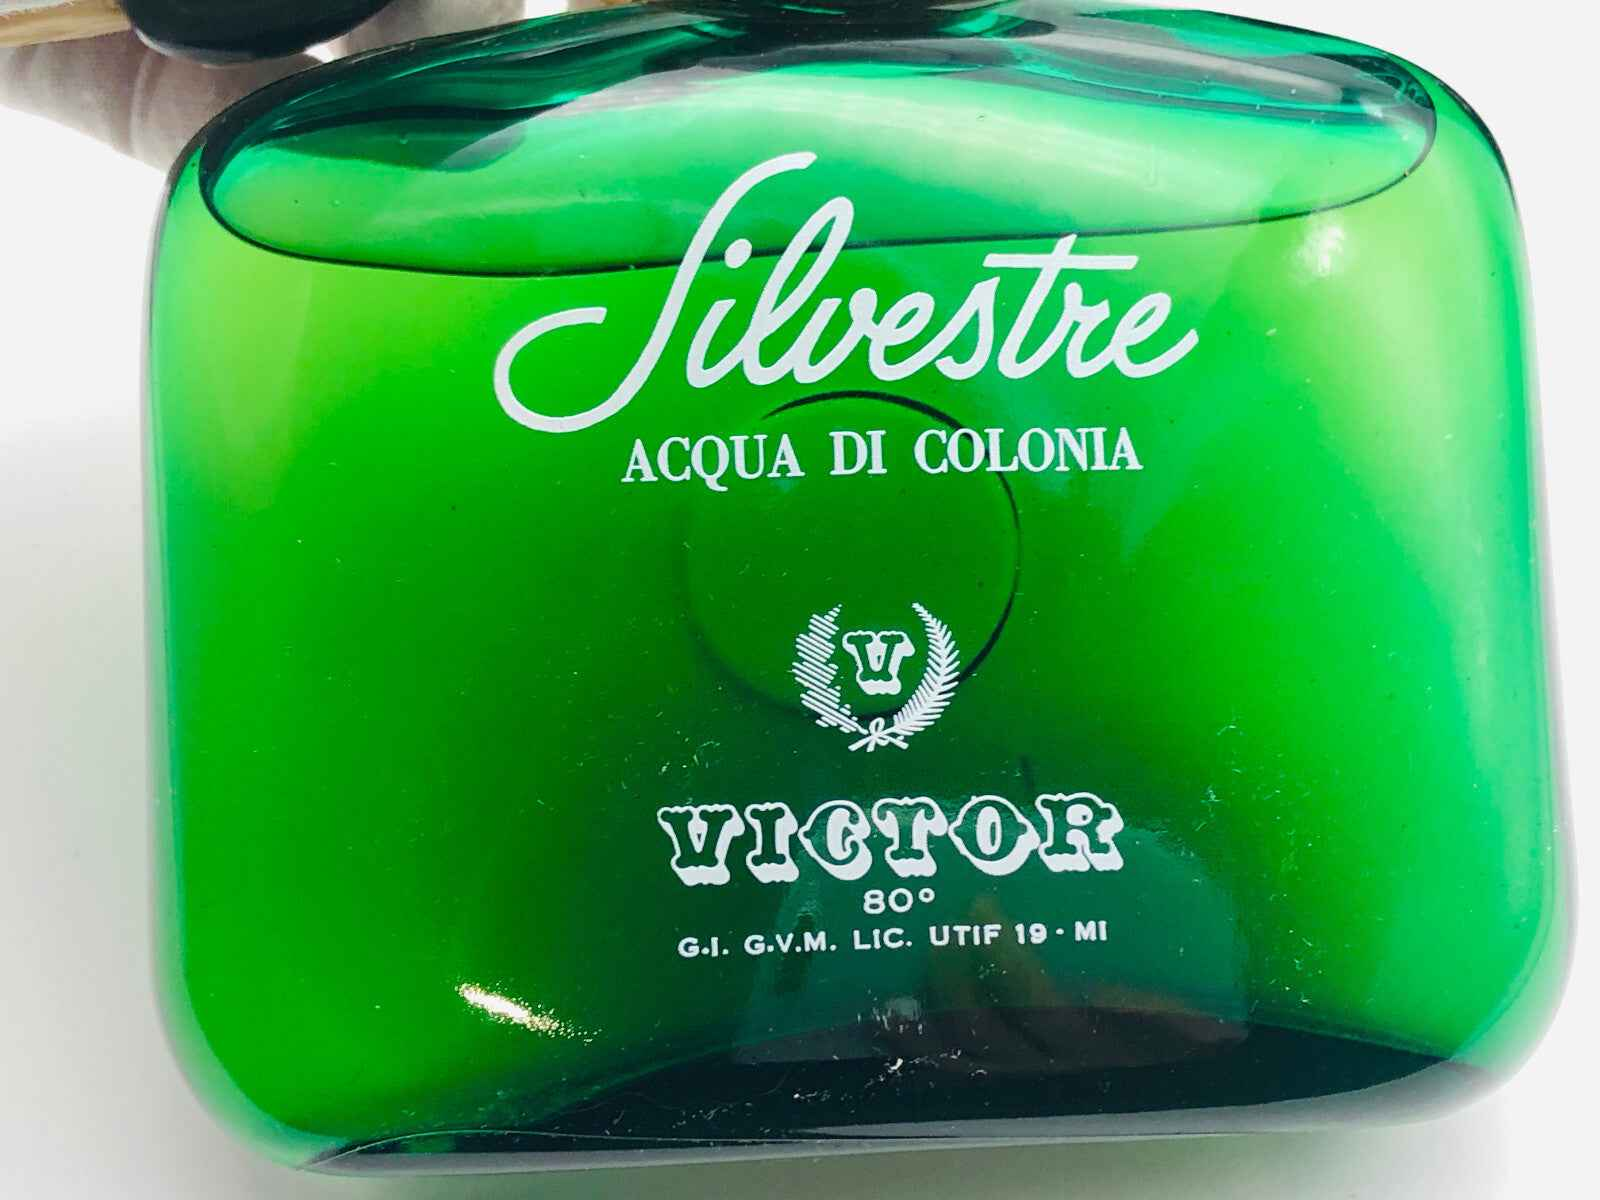 Silvestre
ACQUA DI COLONIA
V
VICTOR
80°
G.I. G.V.M. LIC. UTIF 19 · MI